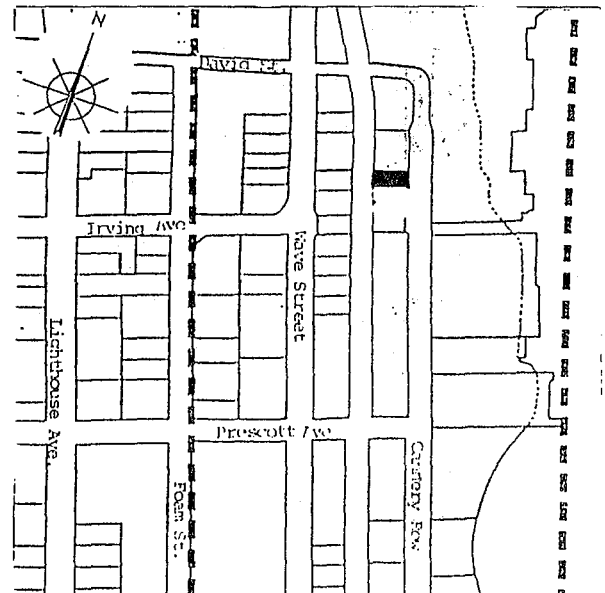 N
David St.
Irving Ave
Wave Street
Lighthouse Ave.
Prescott Ave
Foam St.
Cannery Row